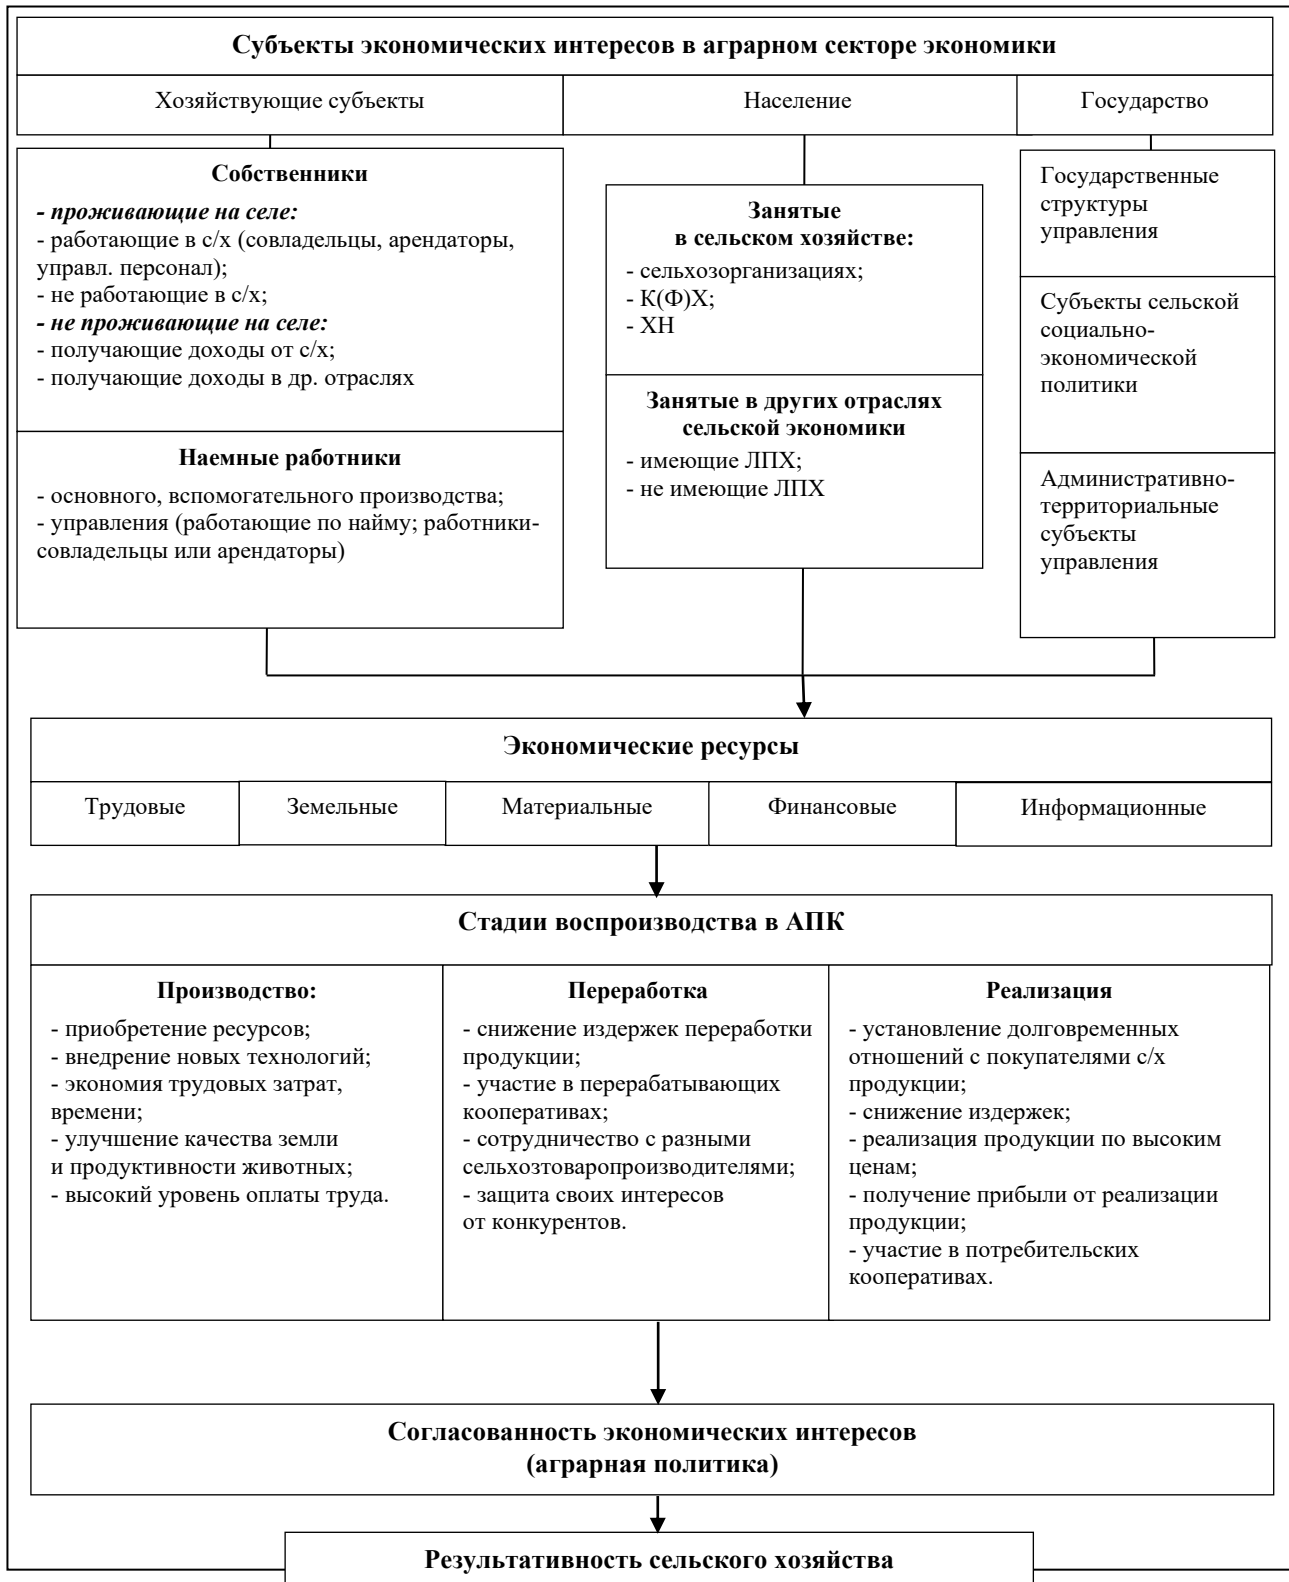 Субъекты экономических интересов в аграрном секторе экономики
Хозяйствующие субъекты
Население
Государство
Собственники
- проживающие на селе:
- работающие в с/х (совладельцы, арендаторы,
управл. персонал);
- не работающие в с/х;
- не проживающие на селе:
- получающие доходы от с/х;
- получающие доходы в др. отраслях
Наемные работники
- основного, вспомогательного производства;
- управления (работающие по найму; работники-
совладельцы или арендаторы)
Занятые
в сельском хозяйстве:
- сельхозорганизациях;
- К(Ф)Х;
- ХН
Занятые в других отраслях
сельской экономики
- имеющие ЛПХ;
- не имеющие ЛПХ
Государственные
структуры
управления
Субъекты сельской
социально-
экономической
политики
Административно-
территориальные
субъекты
управления
Экономические ресурсы
Трудовые
Земельные
Материальные
Финансовые
Информационные
Стадии воспроизводства в АПК
Производство:
- приобретение ресурсов;
- внедрение новых технологий;
- экономия трудовых затрат,
времени;
- улучшение качества земли
и продуктивности животных;
- высокий уровень оплаты труда.
Переработка
- снижение издержек переработки
продукции;
- участие в перерабатывающих
кооперативах;
- сотрудничество с разными
сельхозтоваропроизводителями;
- защита своих интересов
от конкурентов.
Реализация
- установление долговременных
отношений с покупателями с/х
продукции;
- снижение издержек;
- реализация продукции по высоким
ценам;
- получение прибыли от реализации
продукции;
- участие в потребительских
кооперативах.
Согласованность экономических интересов
(аграрная политика)
Результативность сельского хозяйства